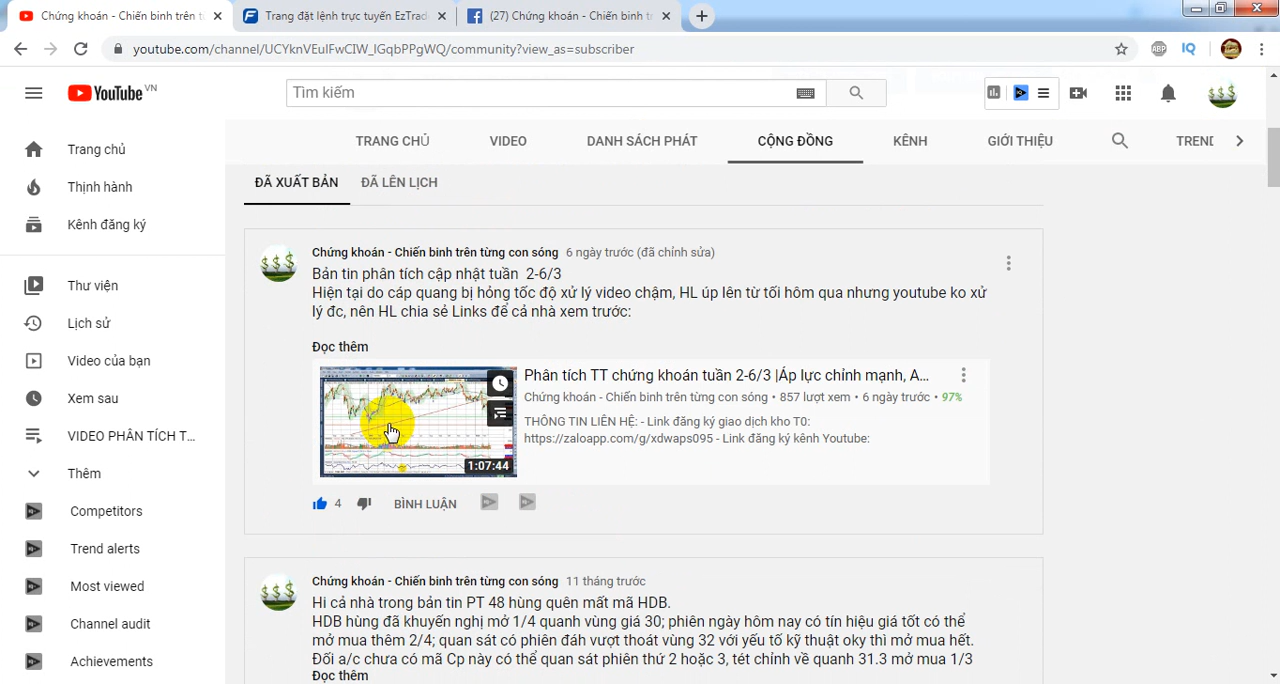 Chứng khoán - Chiến binh trên t
Trang đặt lệnh trực tuyến EzTrade
(27) Chứng khoán - Chiến binh t
youtube.com/channel/UCYknVEuIFwCIW_lGqbPPgWQ/community?view_as=subscriber
ABP
IQ
YouTube VN
Tìm kiếm
Trang chủ
Thịnh hành
Kênh đăng ký
Thư viện
Lịch sử
Video của bạn
Xem sau
VIDEO PHÂN TÍCH T...
Thêm
Competitors
Trend alerts
Most viewed
Channel audit
Achievements
TRANG CHỦ
VIDEO
DANH SÁCH PHÁT
CỘNG ĐỒNG
KÊNH
GIỚI THIỆU
TREND
ĐÃ XUẤT BẢN
ĐÃ LÊN LỊCH
Chứng khoán - Chiến binh trên từng con sóng 6 ngày trước (đã chỉnh sửa)
Bản tin phân tích cập nhật tuần 2-6/3
Hiện tại do cáp quang bị hỏng tốc độ xử lý video chậm, HL úp lên từ tối hôm qua nhưng youtube ko xử
lý đc, nên HL chia sẻ Links để cả nhà xem trước:
Đọc thêm
1:07:44
Phân tích TT chứng khoán tuần 2-6/3 |Áp lực chỉnh mạnh, A...
Chứng khoán - Chiến binh trên từng con sóng • 857 lượt xem • 6 ngày trước • 97%
THÔNG TIN LIÊN HỆ: - Link đăng ký giao dịch kho T0:
https://zaloapp.com/g/xdwaps095 - Link đăng ký kênh Youtube:
4
BÌNH LUẬN
Chứng khoán - Chiến binh trên từng con sóng 11 tháng trước
Hi cả nhà trong bản tin PT 48 hùng quên mất mã HDB.
HDB hùng đã khuyến nghị mở 1/4 quanh vùng giá 30; phiên ngày hôm nay có tín hiệu giá tốt có thể
mở mua thêm 2/4; quan sát có phiên đáh vượt thoát vùng 32 với yếu tố kỹ thuật oky thì mở mua hết.
Đối a/c chưa có mã Cp này có thể quan sát phiên thứ 2 hoặc 3, tét chỉnh về quanh 31.3 mở mua 1/3
Đọc thêm